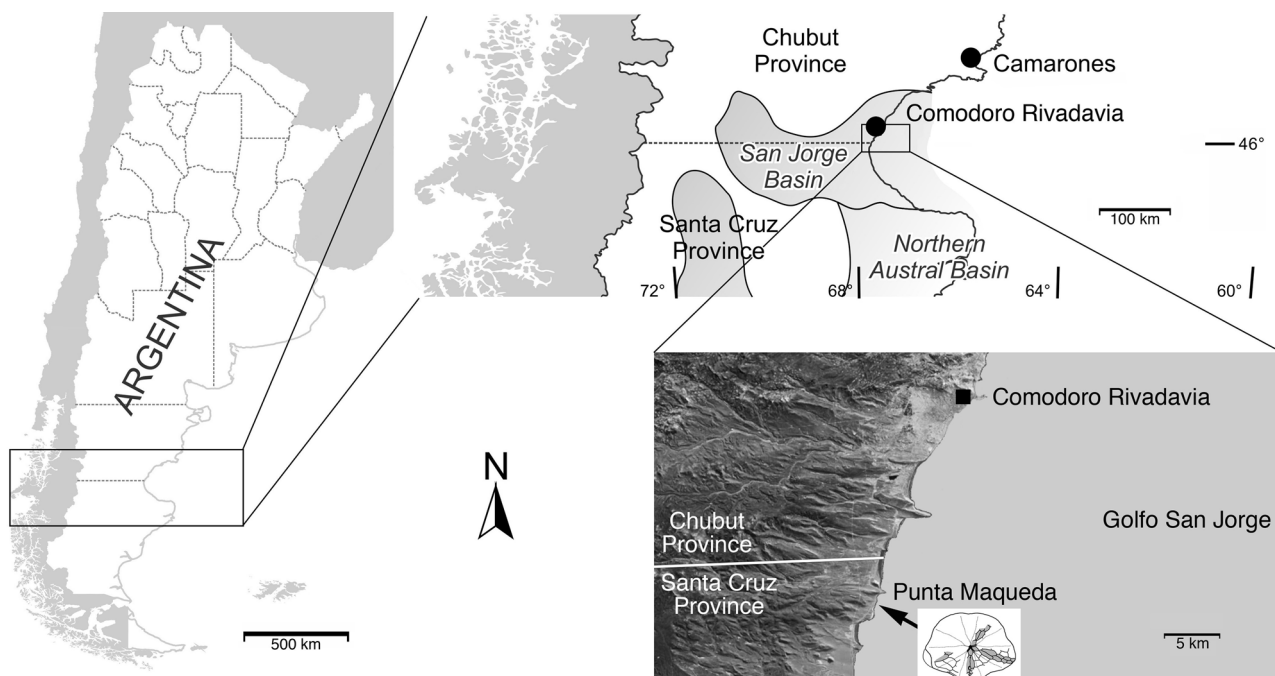 ARGENTINA
500 km
N
Chubut
Province
Camarones
Comodoro Rivadavia
San Jorge
Basin
46°
100 km
Santa Cruz
Province
Northern
Austral Basin
72°
68°
64°
60°
Comodoro Rivadavia
Golfo San Jorge
Chubut
Province
Santa Cruz
Province
Punta Maqueda
5 km